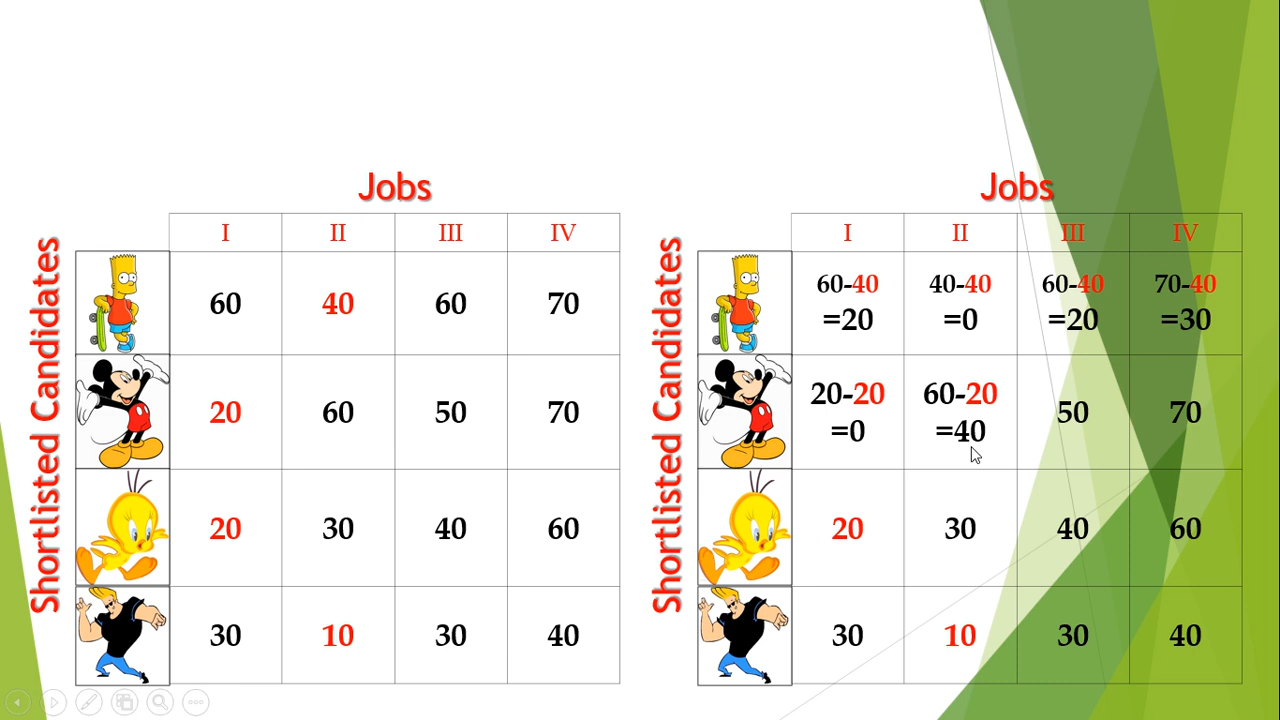 Jobs
Shortlisted Candidates
I II III IV
60 40 60 70
20 60 50 70
20 30 40 60
30 10 30 40
Jobs
Shortlisted Candidates
I II III IV
60-40 40-40 60-40 70-40
=20 =0 =20 =30
20-20 60-20 50 70
=0 =40
20 30 40 60
30 10 30 40